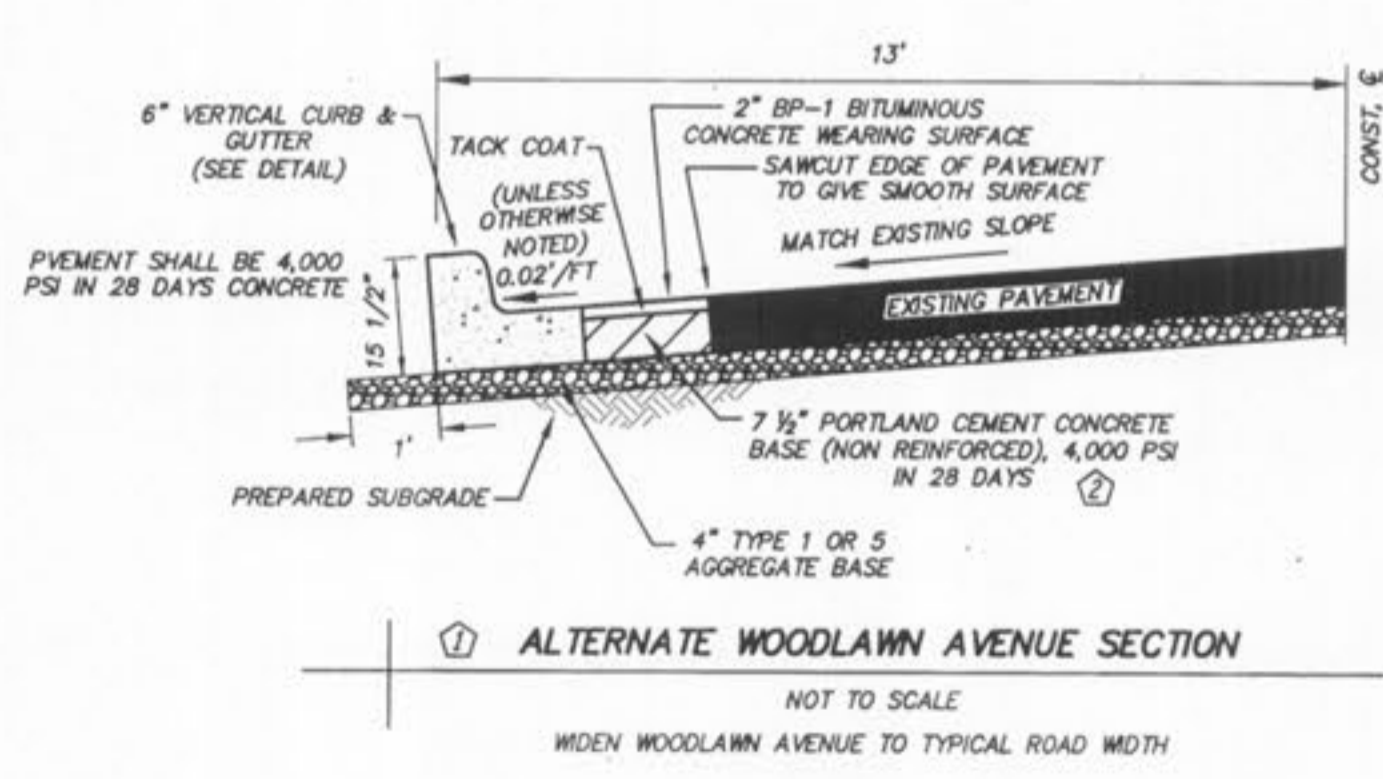 13'
CONST. ℄
6" VERTICAL CURB &
GUTTER
(SEE DETAIL)
TACK COAT
(UNLESS
OTHERWISE
NOTED)
0.02'/FT
2" BP-1 BITUMINOUS
CONCRETE WEARING SURFACE
SAWCUT EDGE OF PAVEMENT
TO GIVE SMOOTH SURFACE
MATCH EXISTING SLOPE
EXISTING PAVEMENT
PVEMENT SHALL BE 4,000
PSI IN 28 DAYS CONCRETE
15 1/2"
1'
PREPARED SUBGRADE
7 ½" PORTLAND CEMENT CONCRETE
BASE (NON REINFORCED), 4,000 PSI
IN 28 DAYS 2
4" TYPE 1 OR 5
AGGREGATE BASE
1 ALTERNATE WOODLAWN AVENUE SECTION
NOT TO SCALE
WIDEN WOODLAWN AVENUE TO TYPICAL ROAD WIDTH